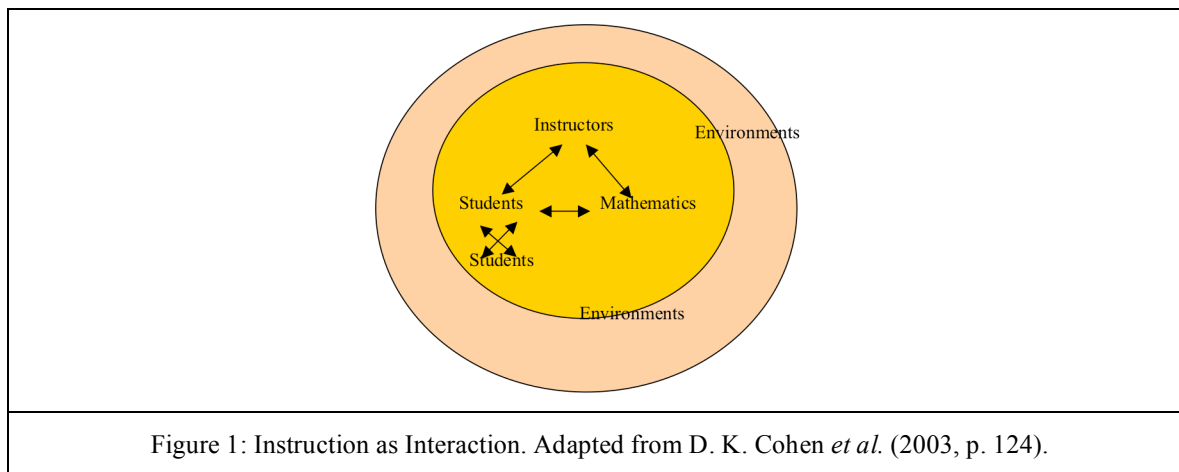 Instructors
Environments
Students
Mathematics
Students
Environments
Figure 1: Instruction as Interaction. Adapted from D. K. Cohen et al. (2003, p. 124).